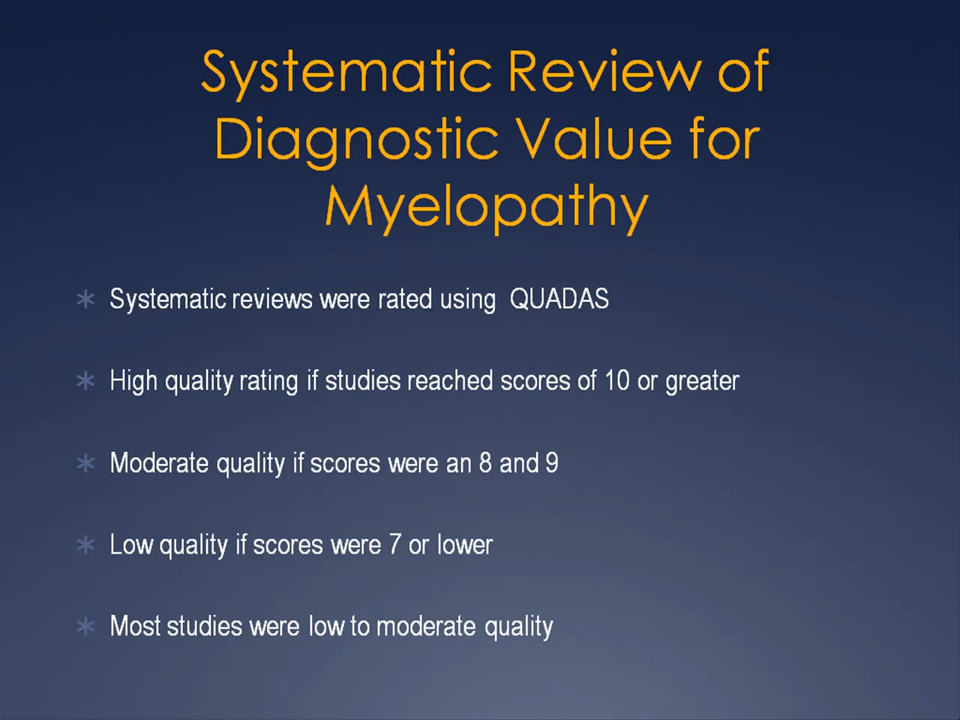 Systematic Review of
Diagnostic Value for
Myelopathy
Systematic reviews were rated using QUADAS
High quality rating if studies reached scores of 10 or greater
Moderate quality if scores were an 8 and 9
Low quality if scores were 7 or lower
Most studies were low to moderate quality